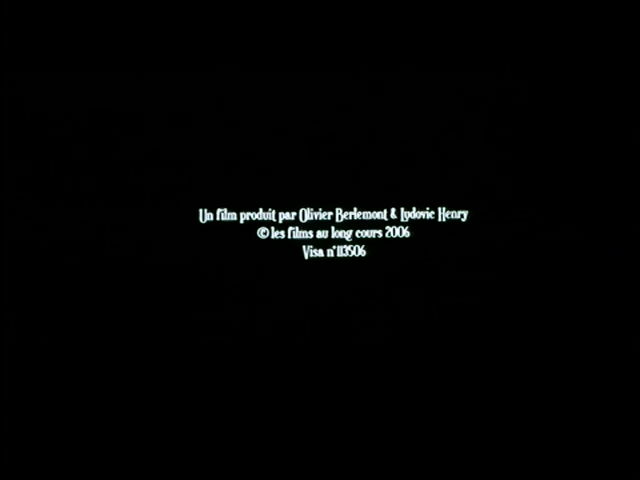 Un film produit par Olivier Berlemont & Ludovic Henry
© les films au long cours 2006
Visa n°113506